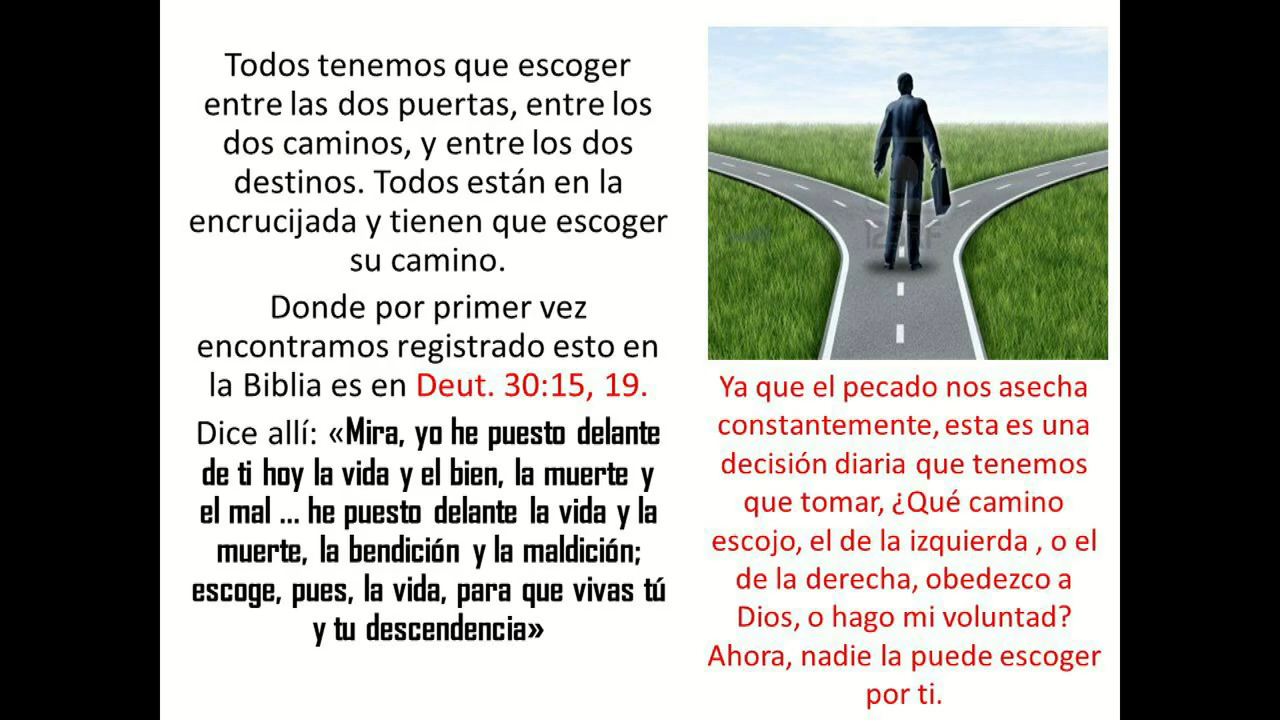 Todos tenemos que escoger
entre las dos puertas, entre los
dos caminos, y entre los dos
destinos. Todos están en la
encrucijada y tienen que escoger
su camino.
Donde por primer vez
encontramos registrado esto en
la Biblia es en Deut. 30:15, 19.
Dice allí: «Mira, yo he puesto delante
de ti hoy la vida y el bien, la muerte y
el mal ... he puesto delante la vida y la
muerte, la bendición y la maldición;
escoge, pues, la vida, para que vivas tú
y tu descendencia»
Ya que el pecado nos asecha
constantemente, esta es una
decisión diaria que tenemos
que tomar, ¿Qué camino
escojo, el de la izquierda , o el
de la derecha, obedezco a
Dios, o hago mi voluntad?
Ahora, nadie la puede escoger
por ti.